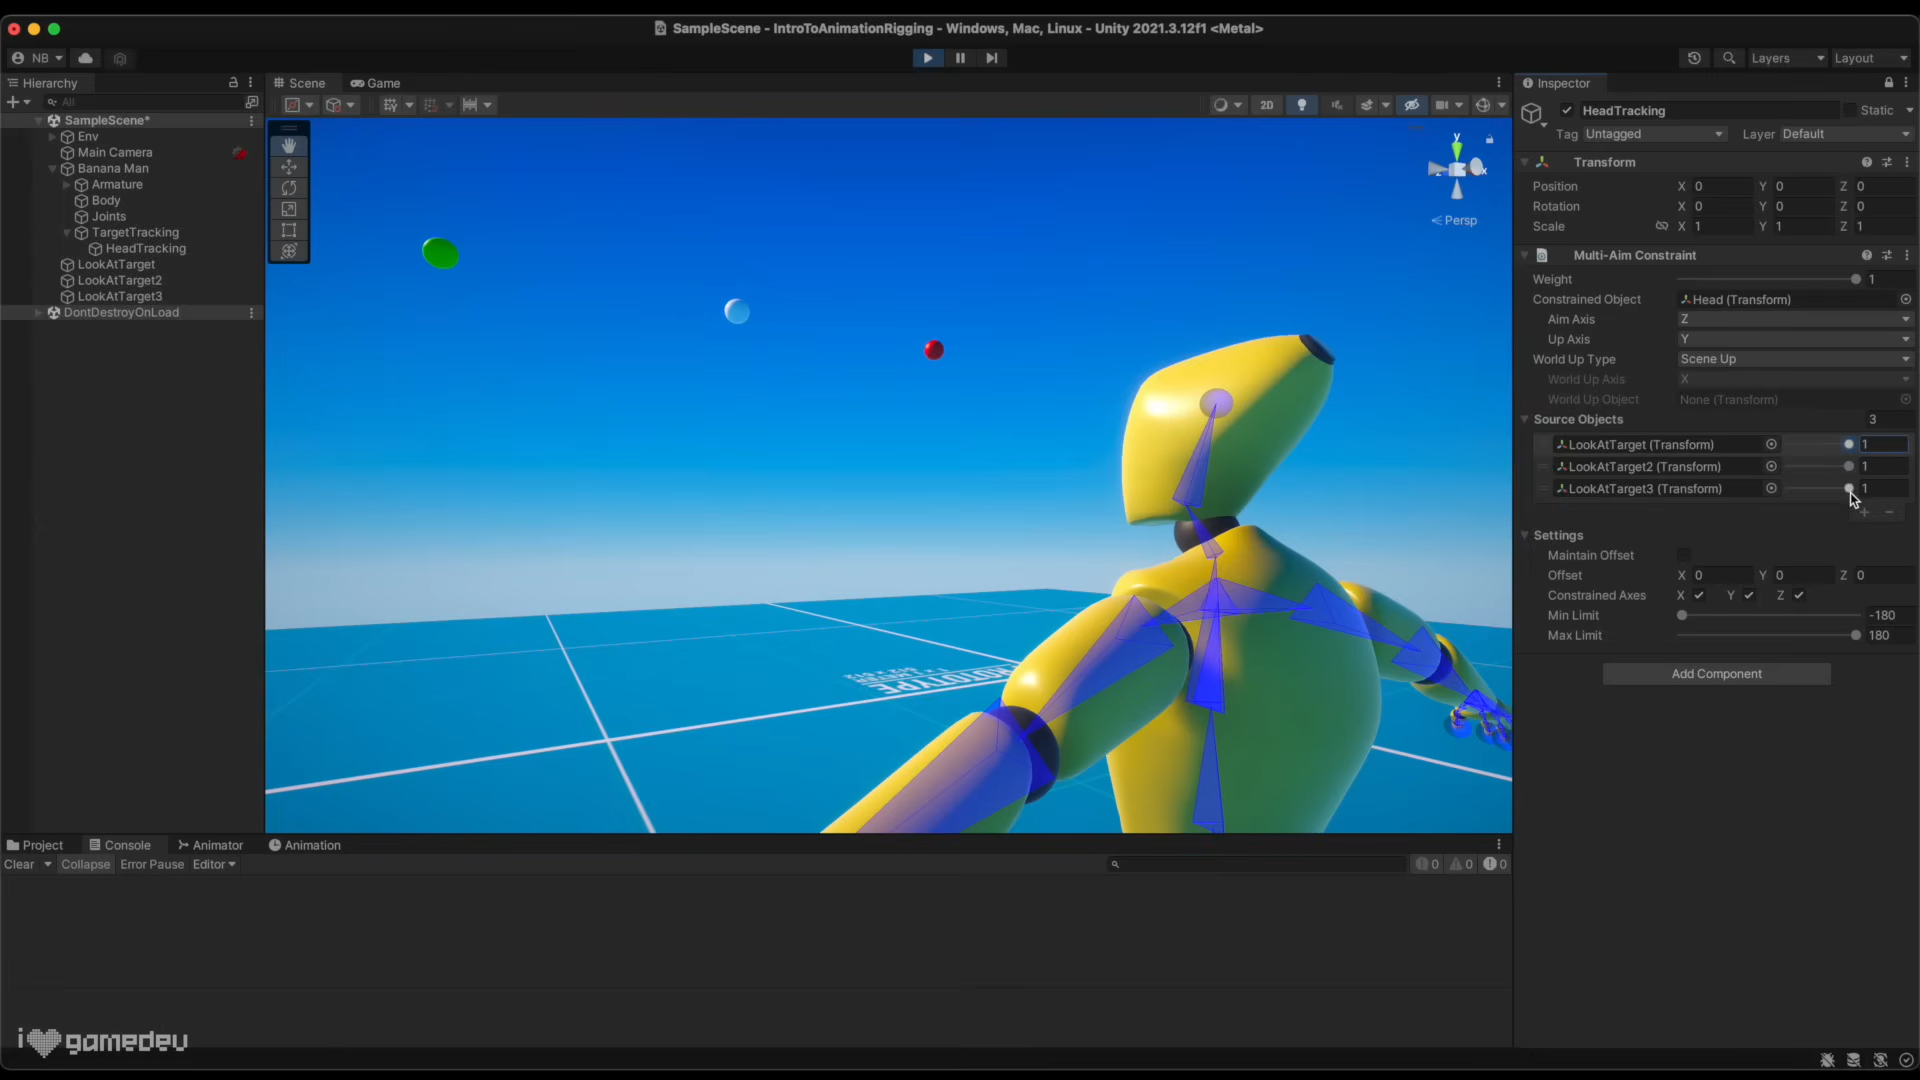 SampleScene - IntroToAnimationRigging - Windows, Mac, Linux - Unity 2021.3.12f1 <Metal>
NB
Layers
Layout
Hierarchy
Scene
Game
Inspector
All
2D
SampleScene*
Env
Main Camera
Banana Man
Armature
Body
Joints
TargetTracking
HeadTracking
LookAtTarget
LookAtTarget2
LookAtTarget3
DontDestroyOnLoad
y
x
z
Persp
PROTOTYPE
HeadTracking
Static
Tag Untagged
Layer Default
Transform
Position X 0 Y 0 Z 0
Rotation X 0 Y 0 Z 0
Scale X 1 Y 1 Z 1
Multi-Aim Constraint
Weight 1
Constrained Object Head (Transform)
Aim Axis Z
Up Axis Y
World Up Type Scene Up
World Up Axis X
World Up Object None (Transform)
Source Objects 3
LookAtTarget (Transform) 1
LookAtTarget2 (Transform) 1
LookAtTarget3 (Transform) 1
Settings
Maintain Offset
Offset X 0 Y 0 Z 0
Constrained Axes X Y Z
Min Limit -180
Max Limit 180
Add Component
Project
Console
Animator
Animation
Clear
Collapse
Error Pause
Editor
0
0
0
i gamedev